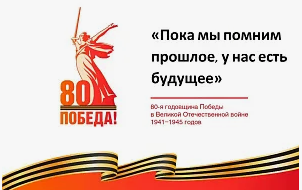 «Пока мы помним
прошлое, у нас есть
будущее»
80
ПОБЕДА!
80-я годовщина Победы
в Великой Отечественной войне
1941–1945 годов